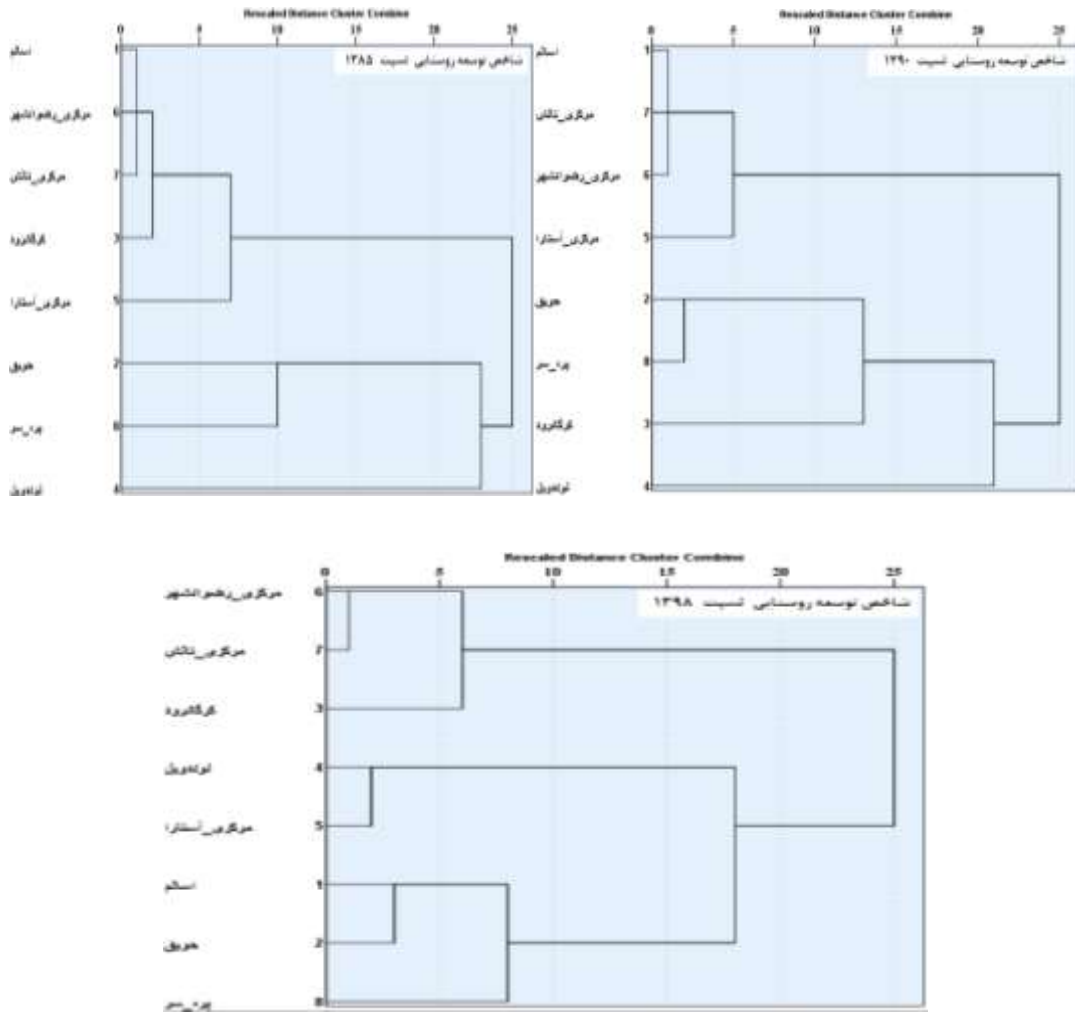 Rescaled Distance Cluster Combine
0 5 10 15 20 25
شاخص توسعه روستایی نسبت ۱۳۸۵
اسالم 1
مرکزی_رضوانشهر 6
مرکزی_تالش 7
کرگانرود 3
مرکزی_آستارا 5
حویق 2
پره_سر 8
لوندویل 4
Rescaled Distance Cluster Combine
0 5 10 15 20 25
شاخص توسعه روستایی نسبت ۱۳۹۰
اسالم 1
مرکزی_تالش 7
مرکزی_رضوانشهر 6
مرکزی_آستارا 5
حویق 2
پره_سر 8
کرگانرود 3
لوندویل 4
Rescaled Distance Cluster Combine
0 5 10 15 20 25
شاخص توسعه روستایی نسبت ۱۳۹۸
مرکزی_رضوانشهر 6
مرکزی_تالش 7
کرگانرود 3
لوندویل 4
مرکزی_آستارا 5
اسالم 1
حویق 2
پره_سر 8